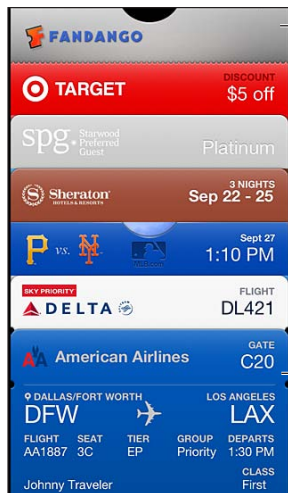 FANDANGO
TARGET
DISCOUNT
$5 off
spg. Starwood
Preferred
Guest
Platinum
Sheraton
HOTELS & RESORTS
3 NIGHTS
Sep 22 - 25
P vs. NY
Sept 27
1:10 PM
SKY PRIORITY
DELTA
FLIGHT
DL421
AA American Airlines
GATE
C20
DALLAS/FORT WORTH LOS ANGELES
DFW LAX
FLIGHT SEAT TIER GROUP DEPARTS
AA1887 3C EP Priority 1:30 PM
CLASS
Johnny Traveler First